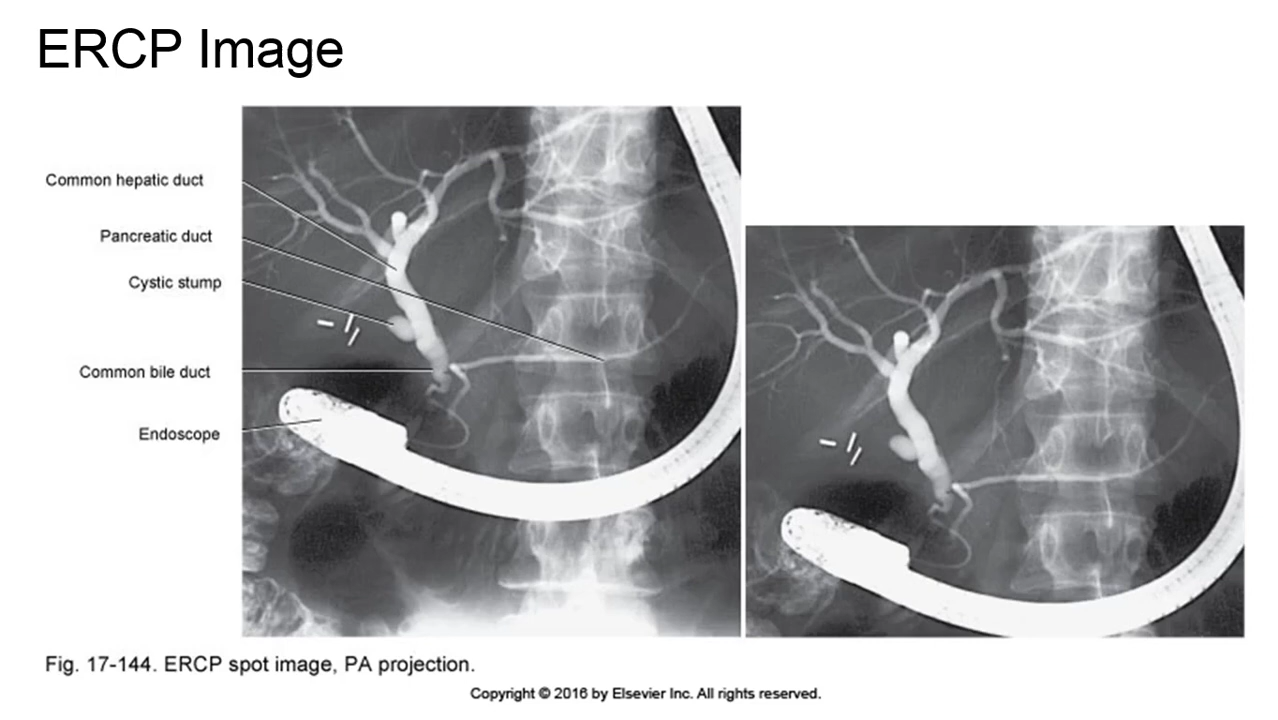 ERCP Image
Common hepatic duct
Pancreatic duct
Cystic stump
Common bile duct
Endoscope
Fig. 17-144. ERCP spot image, PA projection.
Copyright © 2016 by Elsevier Inc. All rights reserved.